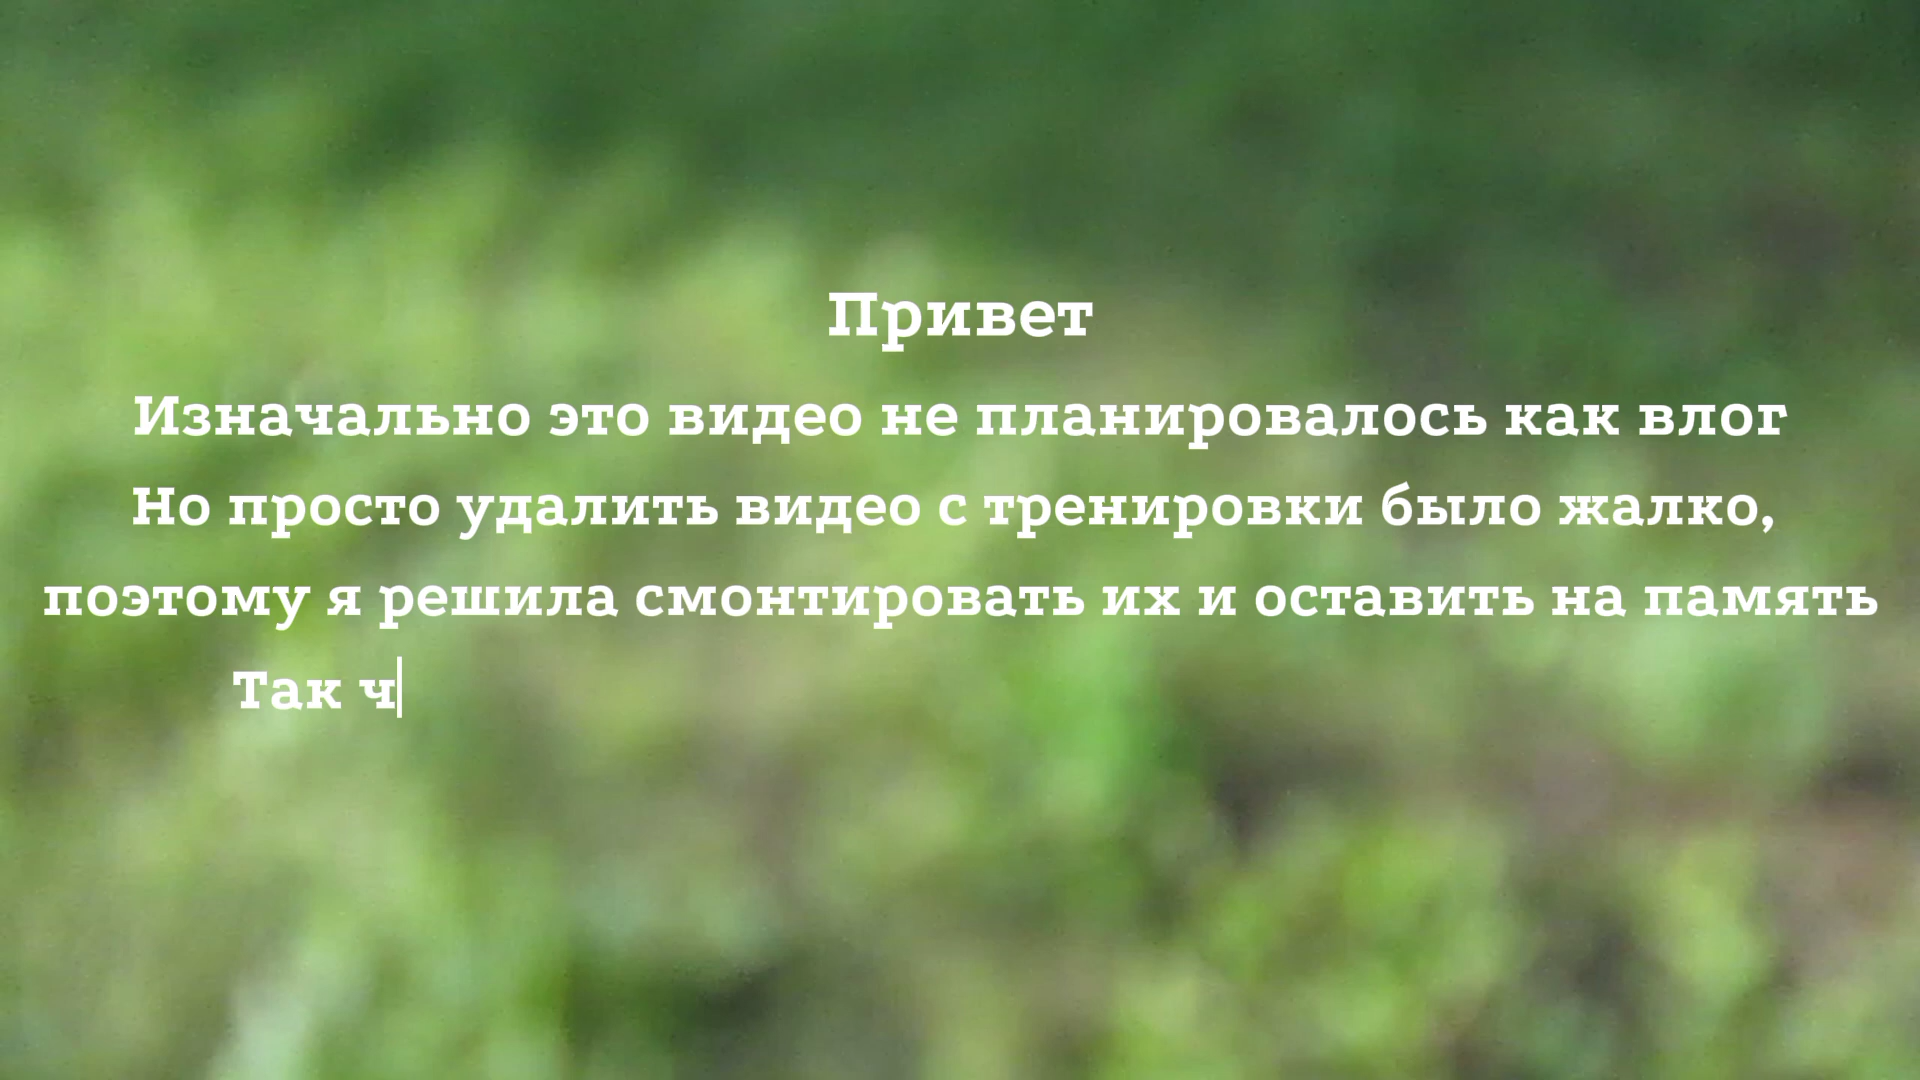 Привет
Изначально это видео не планировалось как влог
Но просто удалить видео с тренировки было жалко,
поэтому я решила смонтировать их и оставить на память
Так ч